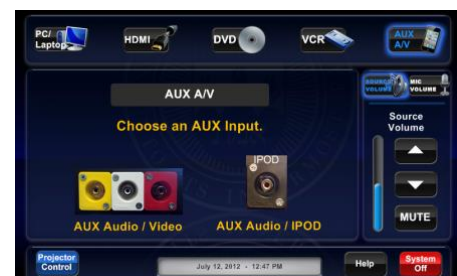 PC/
Laptop
HDMI
DVD
VCR
AUX
A/V
AUX A/V
Choose an AUX Input.
IPOD
AUX Audio / Video
AUX Audio / IPOD
SOURCE
VOLUME
MIC
VOLUME
Source
Volume
MUTE
Projector
Control
July 12, 2012 - 12:47 PM
Help
System
Off